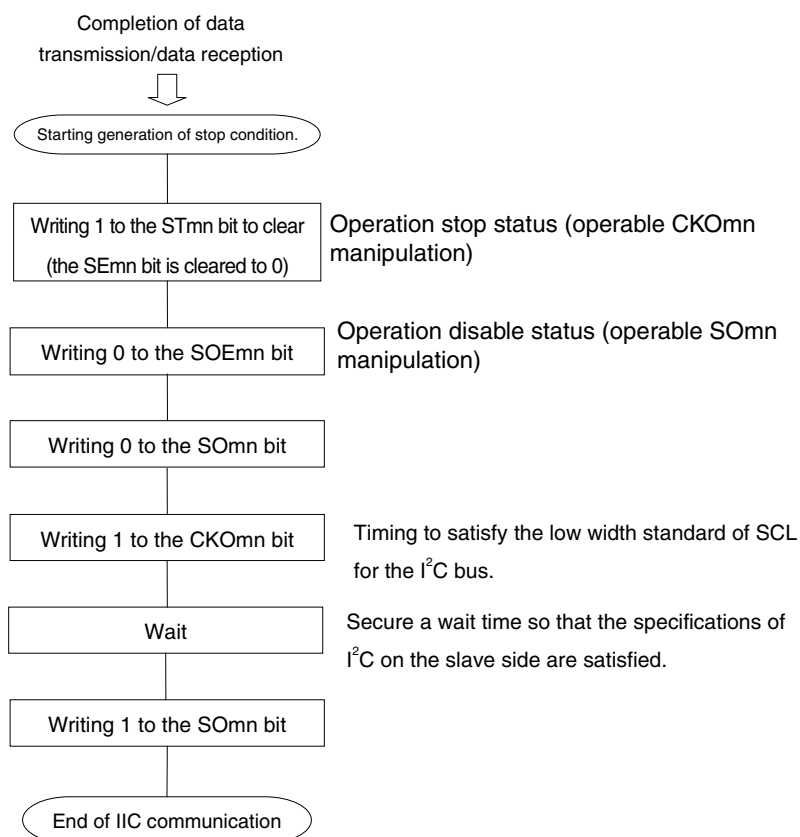 Completion of data
transmission/data reception
Starting generation of stop condition.
Writing 1 to the STmn bit to clear
(the SEmn bit is cleared to 0)
Operation stop status (operable CKOmn
manipulation)
Writing 0 to the SOEmn bit
Operation disable status (operable SOmn
manipulation)
Writing 0 to the SOmn bit
Writing 1 to the CKOmn bit
Timing to satisfy the low width standard of SCL
for the I²C bus.
Wait
Secure a wait time so that the specifications of
I²C on the slave side are satisfied.
Writing 1 to the SOmn bit
End of IIC communication